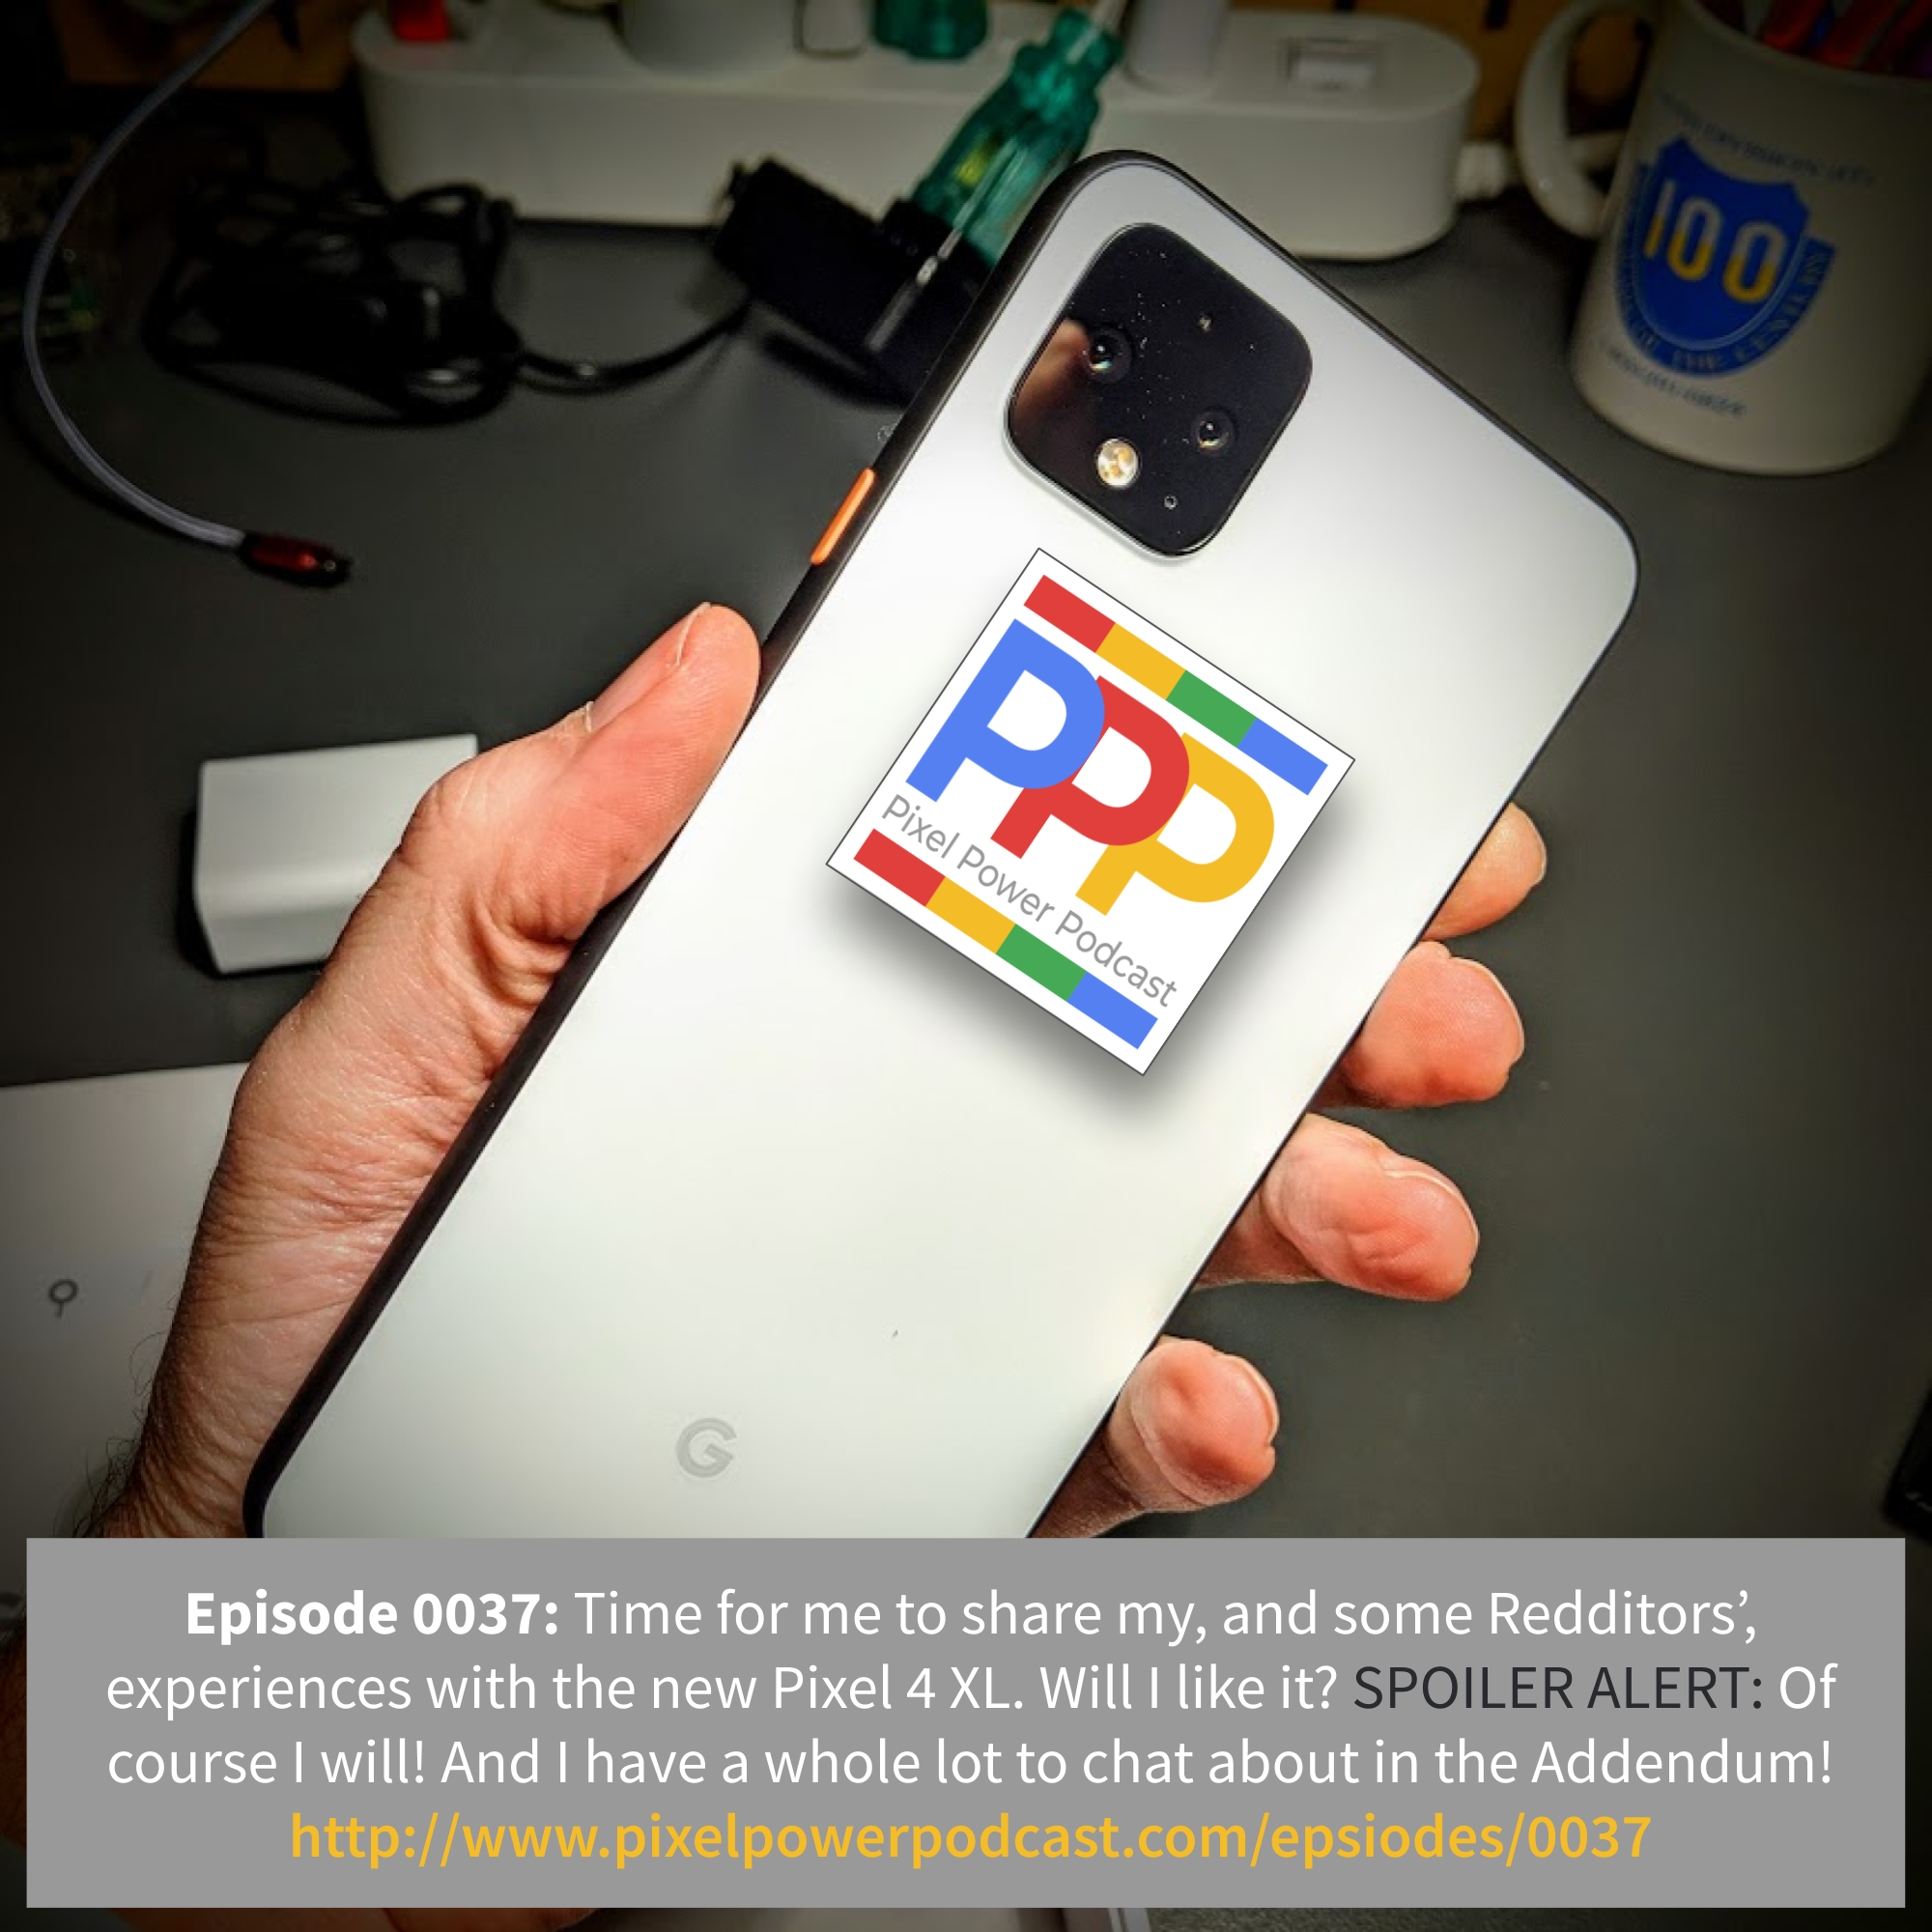 100
PPP
Pixel Power Podcast
G
Episode 0037: Time for me to share my, and some Redditors’,
experiences with the new Pixel 4 XL. Will I like it? SPOILER ALERT: Of
course I will! And I have a whole lot to chat about in the Addendum!
http://www.pixelpowerpodcast.com/epsiodes/0037